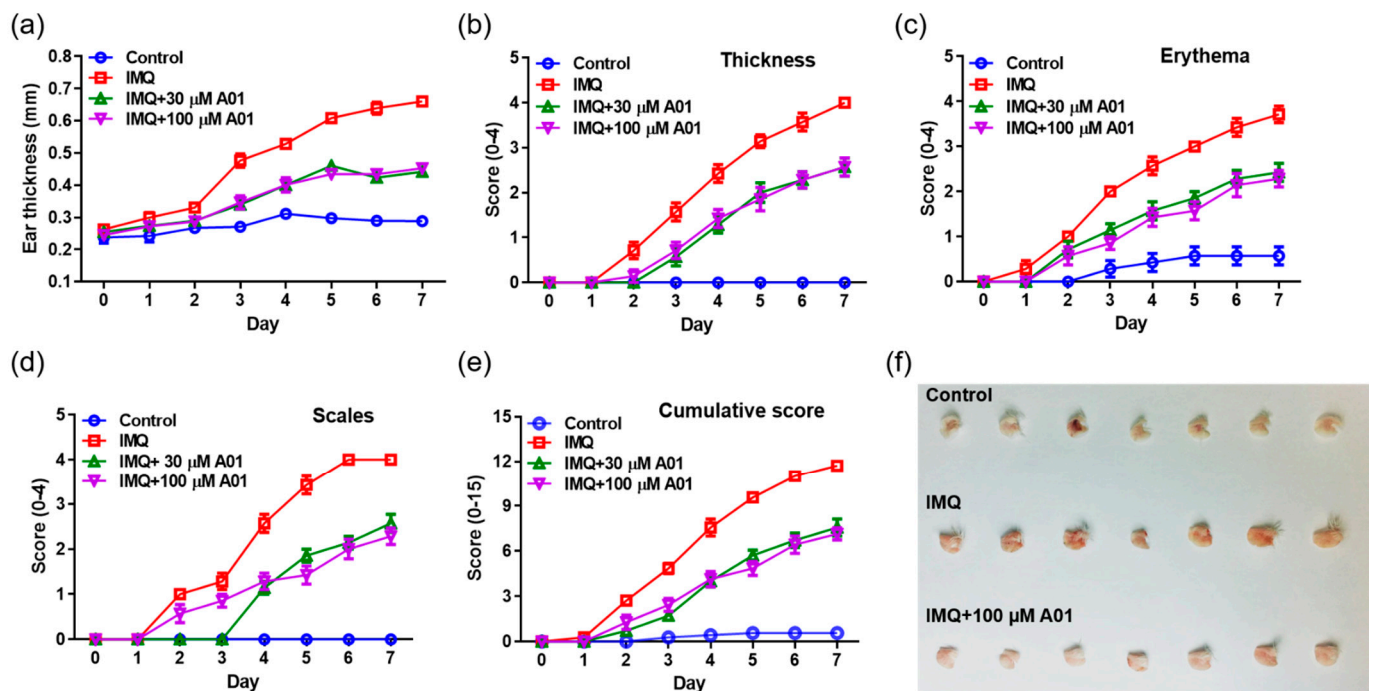 (a)
Control
IMQ
IMQ+30 μM A01
IMQ+100 μM A01
Ear thickness (mm)
0.8
0.7
0.6
0.5
0.4
0.3
0.2
0.1
0 1 2 3 4 5 6 7
Day
(b)
Thickness
Control
IMQ
IMQ+30 μM A01
IMQ+100 μM A01
Score (0-4)
5
4
3
2
1
0
0 1 2 3 4 5 6 7
Day
(c)
Erythema
Control
IMQ
IMQ+30 μM A01
IMQ+100 μM A01
Score (0-4)
5
4
3
2
1
0
0 1 2 3 4 5 6 7
Day
(d)
Scales
Control
IMQ
IMQ+ 30 μM A01
IMQ+100 μM A01
Score (0-4)
5
4
3
2
1
0
0 1 2 3 4 5 6 7
Day
(e)
Cumulative score
Control
IMQ
IMQ+30 μM A01
IMQ+100 μM A01
Score (0-15)
15
12
9
6
3
0
0 1 2 3 4 5 6 7
Day
(f)
Control
IMQ
IMQ+100 μM A01